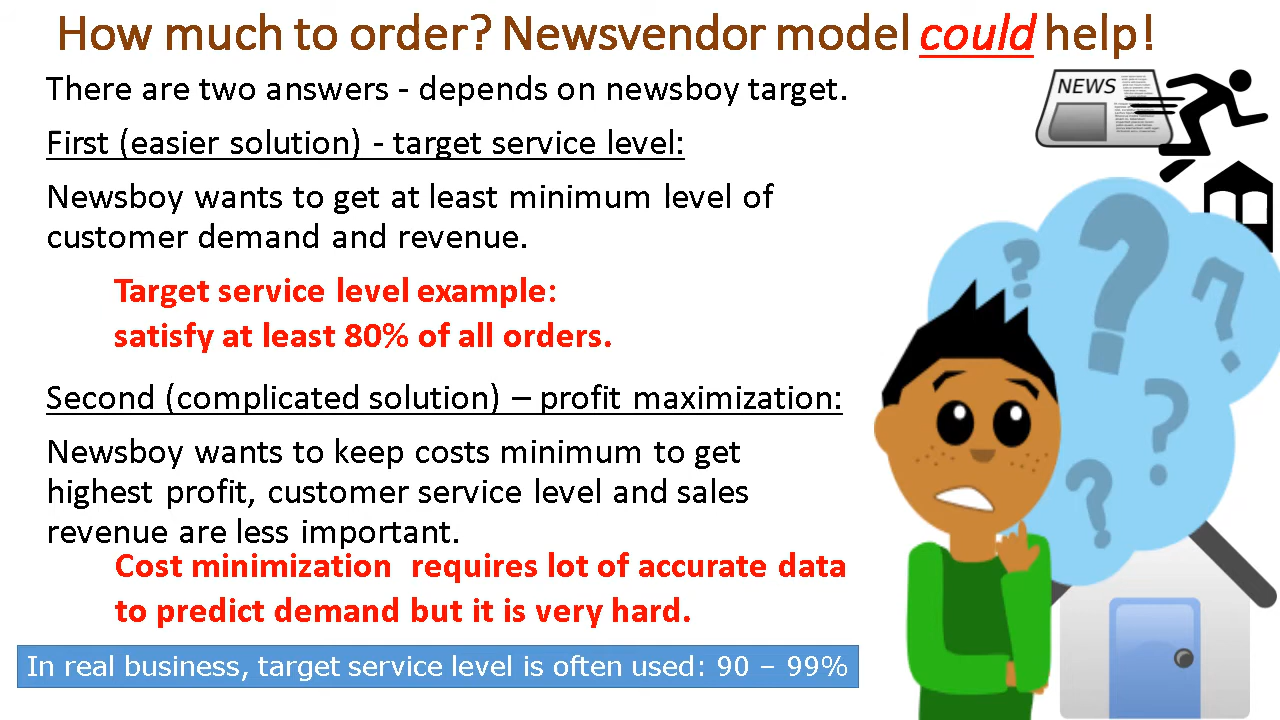 How much to order? Newsvendor model could help!
There are two answers - depends on newsboy target.
NEWS
First (easier solution) - target service level:
Newsboy wants to get at least minimum level of
customer demand and revenue.
Target service level example:
satisfy at least 80% of all orders.
Second (complicated solution) – profit maximization:
Newsboy wants to keep costs minimum to get
highest profit, customer service level and sales
revenue are less important.
Cost minimization  requires lot of accurate data
to predict demand but it is very hard.
In real business, target service level is often used: 90 – 99%